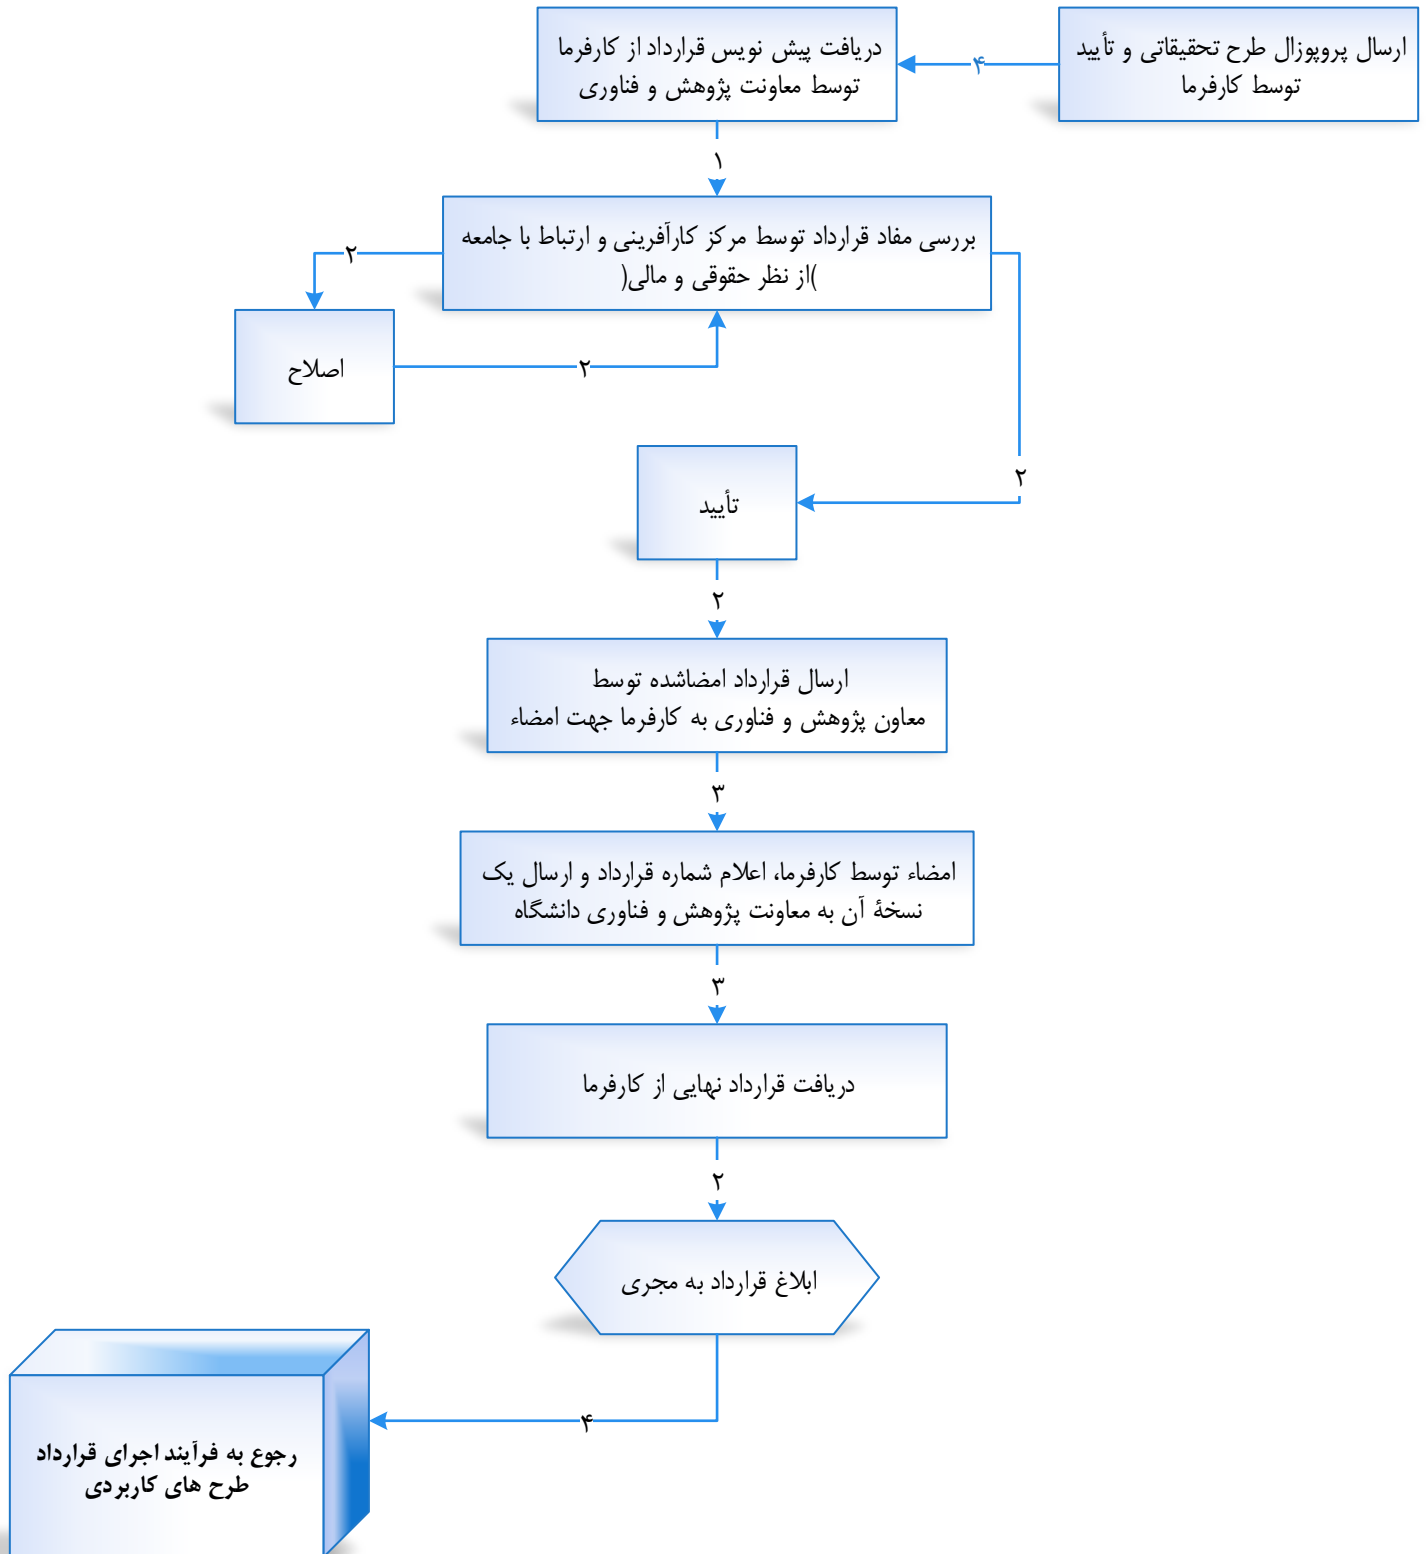 ارسال پروپوزال طرح تحقیقاتی و تأیید
توسط کارفرما
۴
دریافت پیش نویس قرارداد از کارفرما
توسط معاونت پژوهش و فناوری
۱
بررسی مفاد قرارداد توسط مرکز کارآفرینی و ارتباط با جامعه
)از نظر حقوقی و مالی(
۲
اصلاح
۲
۲
تأیید
۲
ارسال قرارداد امضاشده توسط
معاون پژوهش و فناوری به کارفرما جهت امضاء
۳
امضاء توسط کارفرما، اعلام شماره قرارداد و ارسال یک
نسخۀ آن به معاونت پژوهش و فناوری دانشگاه
۳
دریافت قرارداد نهایی از کارفرما
۲
ابلاغ قرارداد به مجری
۴
رجوع به فرآیند اجرای قرارداد
طرح های کاربردی